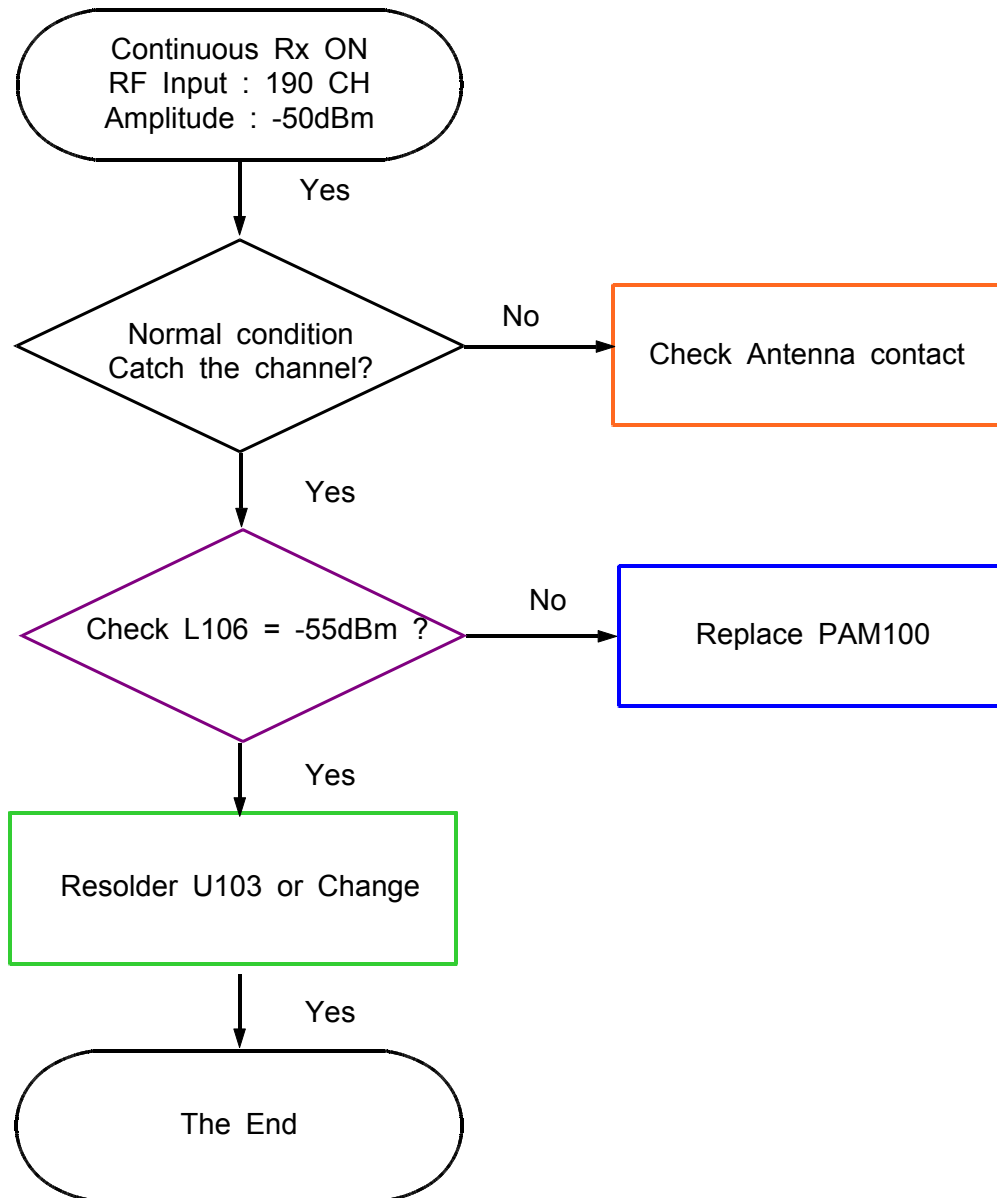 Continuous Rx ON
RF Input : 190 CH
Amplitude : -50dBm
Yes
Normal condition
Catch the channel?
No
Check Antenna contact
Yes
Check L106 = -55dBm ?
No
Replace PAM100
Yes
Resolder U103 or Change
Yes
The End